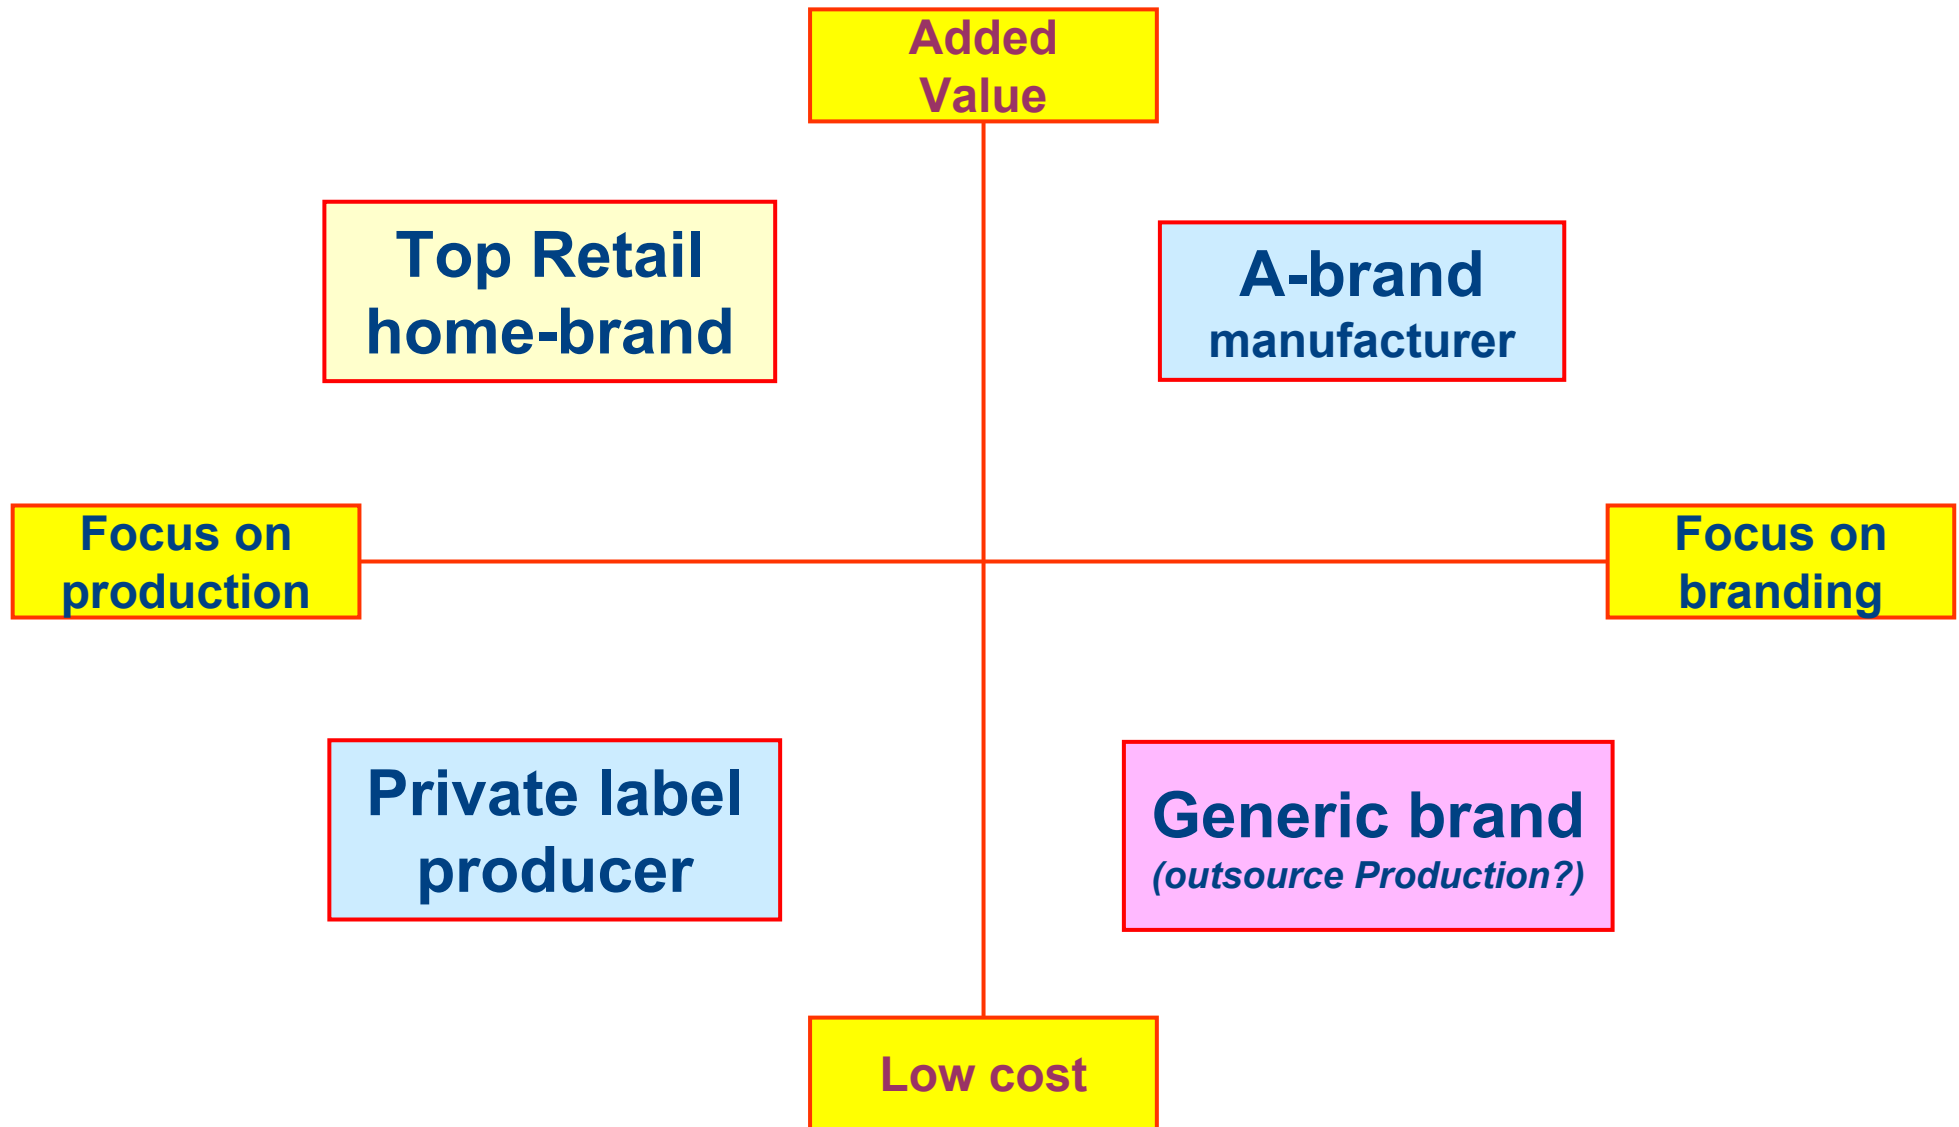 Added
Value
Top Retail
home-brand
A-brand
manufacturer
Focus on
production
Focus on
branding
Private label
producer
Generic brand
(outsource Production?)
Low cost